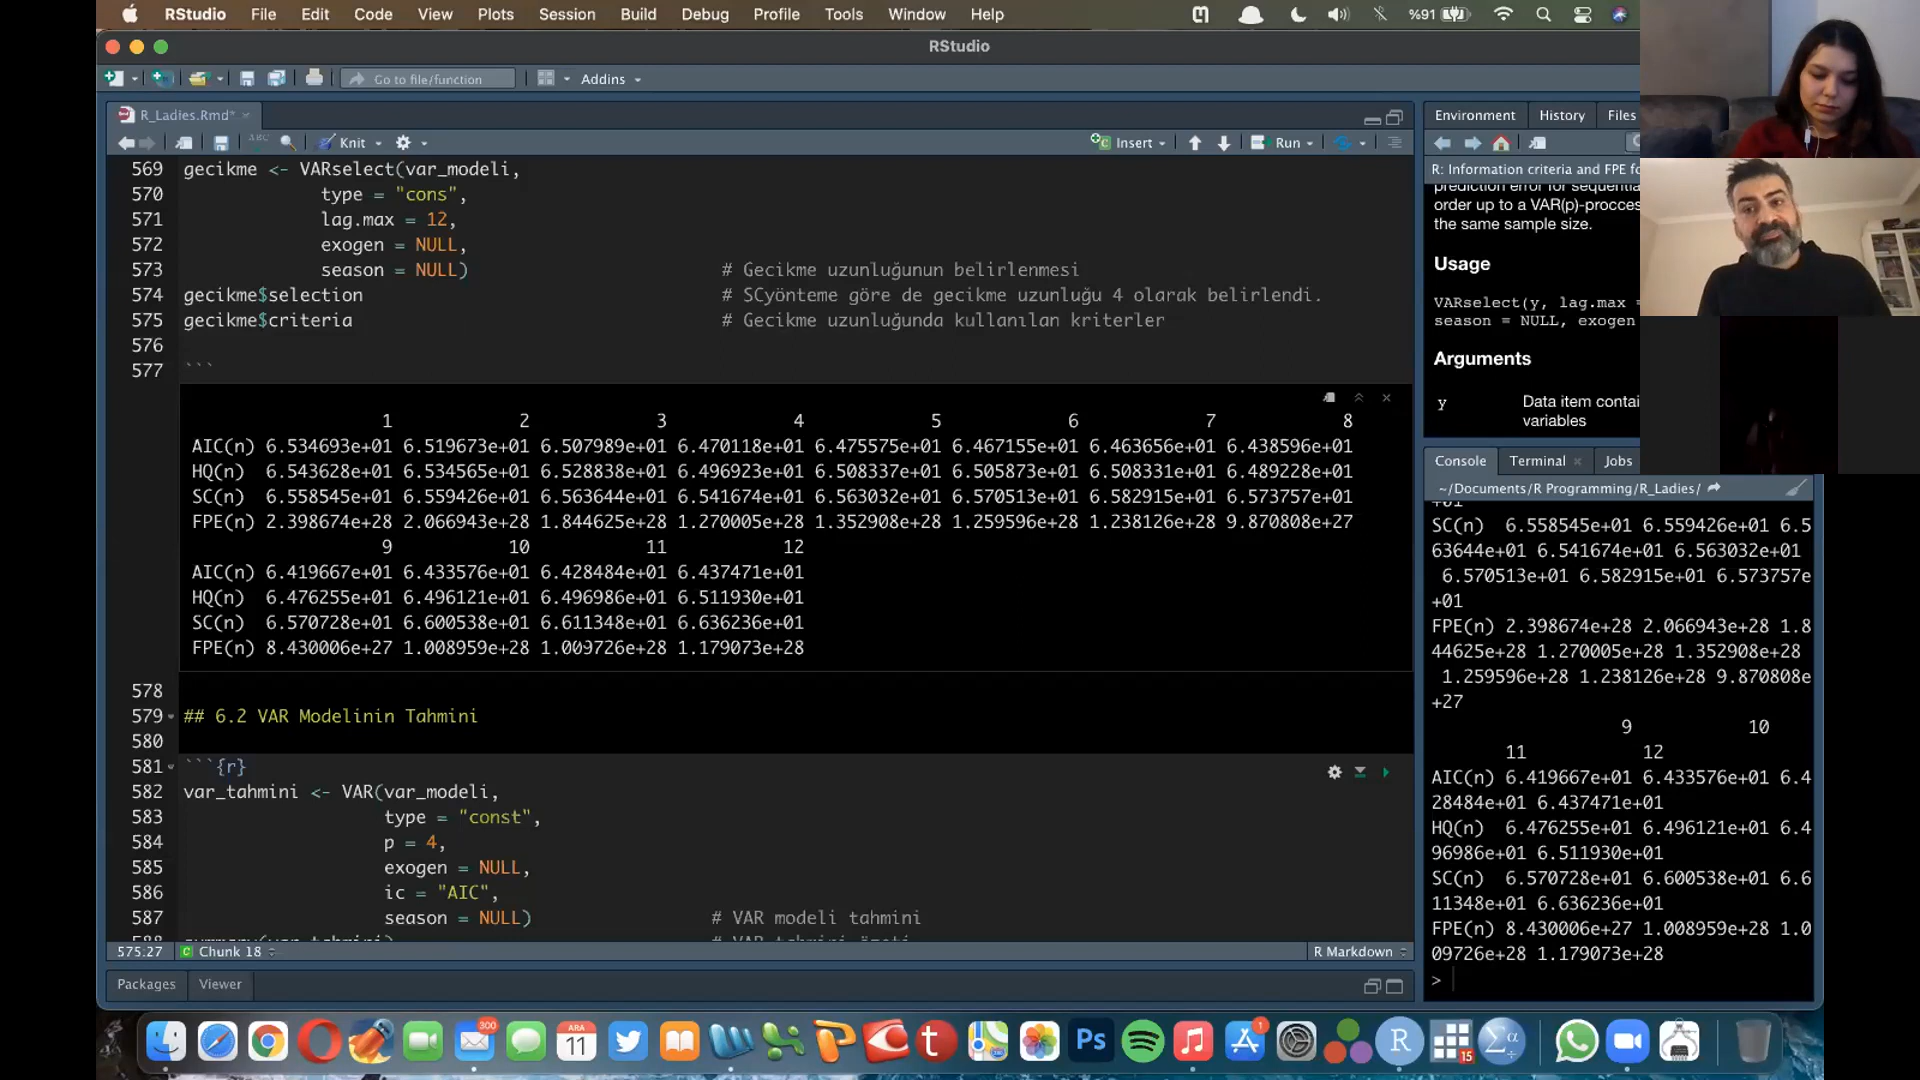 RStudio File Edit Code View Plots Session Build Debug Profile Tools Window Help %91
RStudio
Go to file/function Addins
R_Ladies.Rmd*
ABC Knit Insert Run
569 gecikme <- VARselect(var_modeli,
570 type = "cons",
571 lag.max = 12,
572 exogen = NULL,
573 season = NULL) # Gecikme uzunluğunun belirlenmesi
574 gecikme$selection # SCyönteme göre de gecikme uzunluğu 4 olarak belirlendi.
575 gecikme$criteria # Gecikme uzunluğunda kullanılan kriterler
576
577 ```
1 2 3 4 5 6 7 8
AIC(n) 6.534693e+01 6.519673e+01 6.507989e+01 6.470118e+01 6.475575e+01 6.467155e+01 6.463656e+01 6.438596e+01
HQ(n) 6.543628e+01 6.534565e+01 6.528838e+01 6.496923e+01 6.508337e+01 6.505873e+01 6.508331e+01 6.489228e+01
SC(n) 6.558545e+01 6.559426e+01 6.563644e+01 6.541674e+01 6.563032e+01 6.570513e+01 6.582915e+01 6.573757e+01
FPE(n) 2.398674e+28 2.066943e+28 1.844625e+28 1.270005e+28 1.352908e+28 1.259596e+28 1.238126e+28 9.870808e+27
9 10 11 12
AIC(n) 6.419667e+01 6.433576e+01 6.428484e+01 6.437471e+01
HQ(n) 6.476255e+01 6.496121e+01 6.496986e+01 6.511930e+01
SC(n) 6.570728e+01 6.600538e+01 6.611348e+01 6.636236e+01
FPE(n) 8.430006e+27 1.008959e+28 1.009726e+28 1.179073e+28
578
579 ## 6.2 VAR Modelinin Tahmini
580
581 ```{r}
582 var_tahmini <- VAR(var_modeli,
583 type = "const",
584 p = 4,
585 exogen = NULL,
586 ic = "AIC",
587 season = NULL) # VAR modeli tahmini
575:27 Chunk 18 R Markdown
Packages Viewer
Environment History Files
R: Information criteria and FPE fo
prediction error for sequentia
order up to a VAR(p)-procces
the same sample size.
Usage
VARselect(y, lag.max =
season = NULL, exogen
Arguments
y Data item contai
variables
Console Terminal Jobs
~/Documents/R Programming/R_Ladies/
+01
SC(n) 6.558545e+01 6.559426e+01 6.5
63644e+01 6.541674e+01 6.563032e+01
6.570513e+01 6.582915e+01 6.573757e
+01
FPE(n) 2.398674e+28 2.066943e+28 1.8
44625e+28 1.270005e+28 1.352908e+28
1.259596e+28 1.238126e+28 9.870808e
+27
9 10
11 12
AIC(n) 6.419667e+01 6.433576e+01 6.4
28484e+01 6.437471e+01
HQ(n) 6.476255e+01 6.496121e+01 6.4
96986e+01 6.511930e+01
SC(n) 6.570728e+01 6.600538e+01 6.6
11348e+01 6.636236e+01
FPE(n) 8.430006e+27 1.008959e+28 1.0
09726e+28 1.179073e+28
>
300 ARA 11 t Ps 1 R 15 Σα